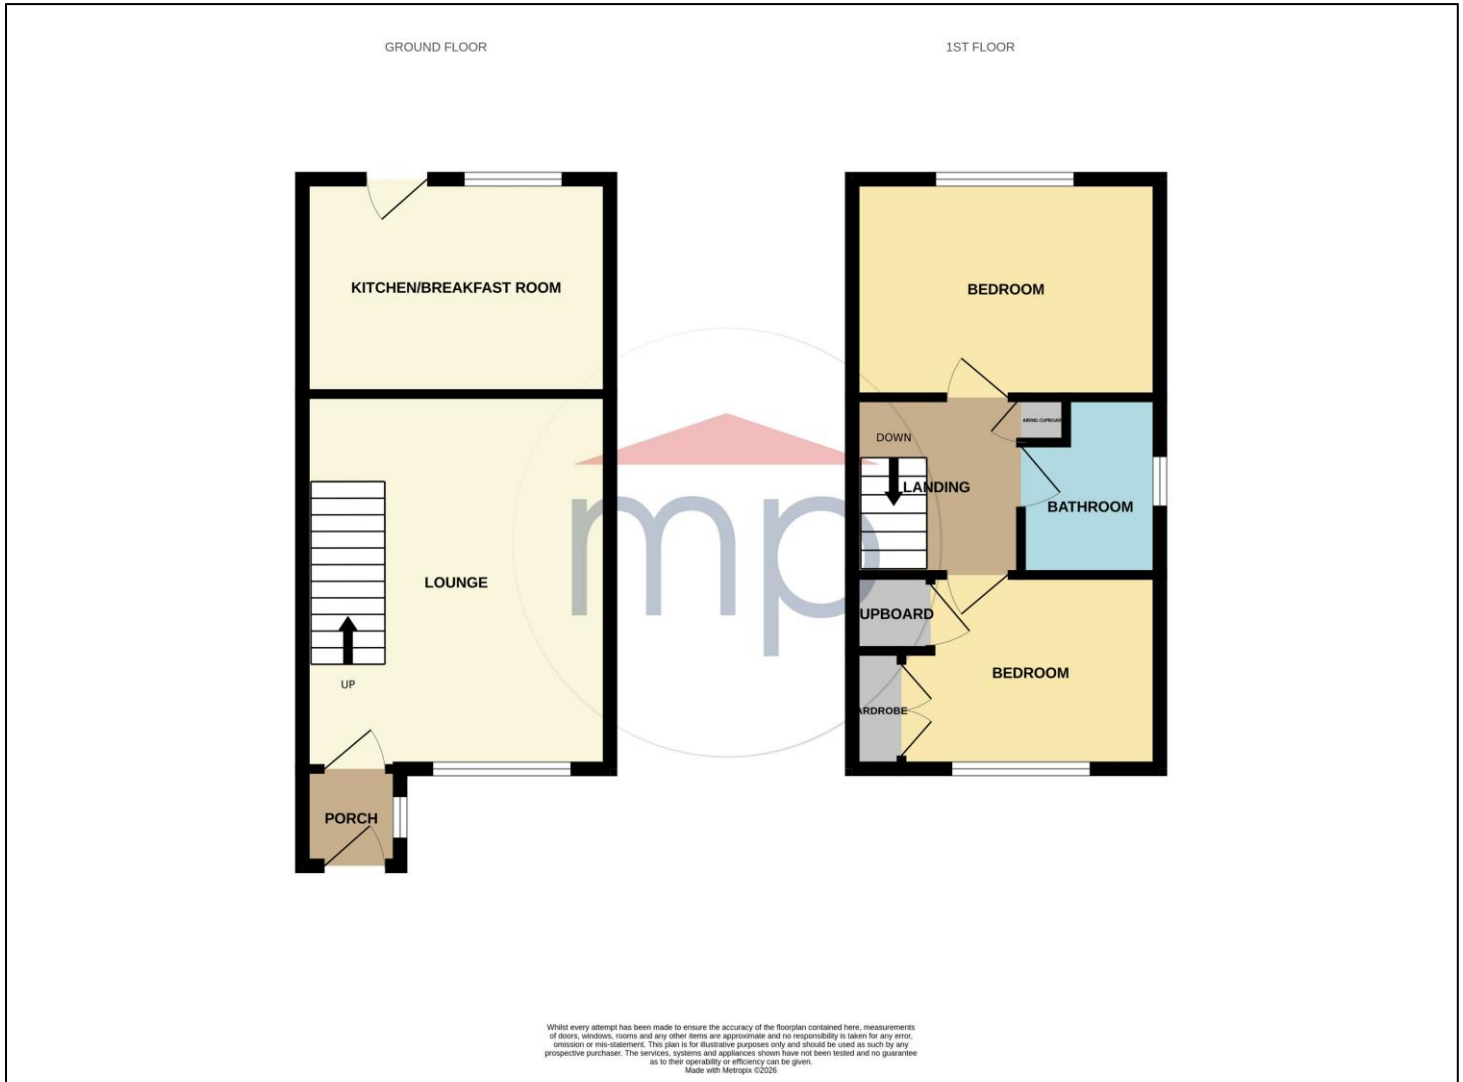 GROUND FLOOR
1ST FLOOR
KITCHEN/BREAKFAST ROOM
BEDROOM
AIRING CUPBOAR
DOWN
LANDING
BATHROOM
LOUNGE
UPBOARD
BEDROOM
UP
ARDROBE
PORCH
mp
Whilst every attempt has been made to ensure the accuracy of the floorplan contained here, measurements
of doors, windows, rooms and any other items are approximate and no responsibility is taken for any error,
omission or mis-statement. This plan is for illustrative purposes only and should be used as such by any
prospective purchaser. The services, systems and appliances shown have not been tested and no guarantee
as to their operability or efficiency can be given.
Made with Metropix ©2026